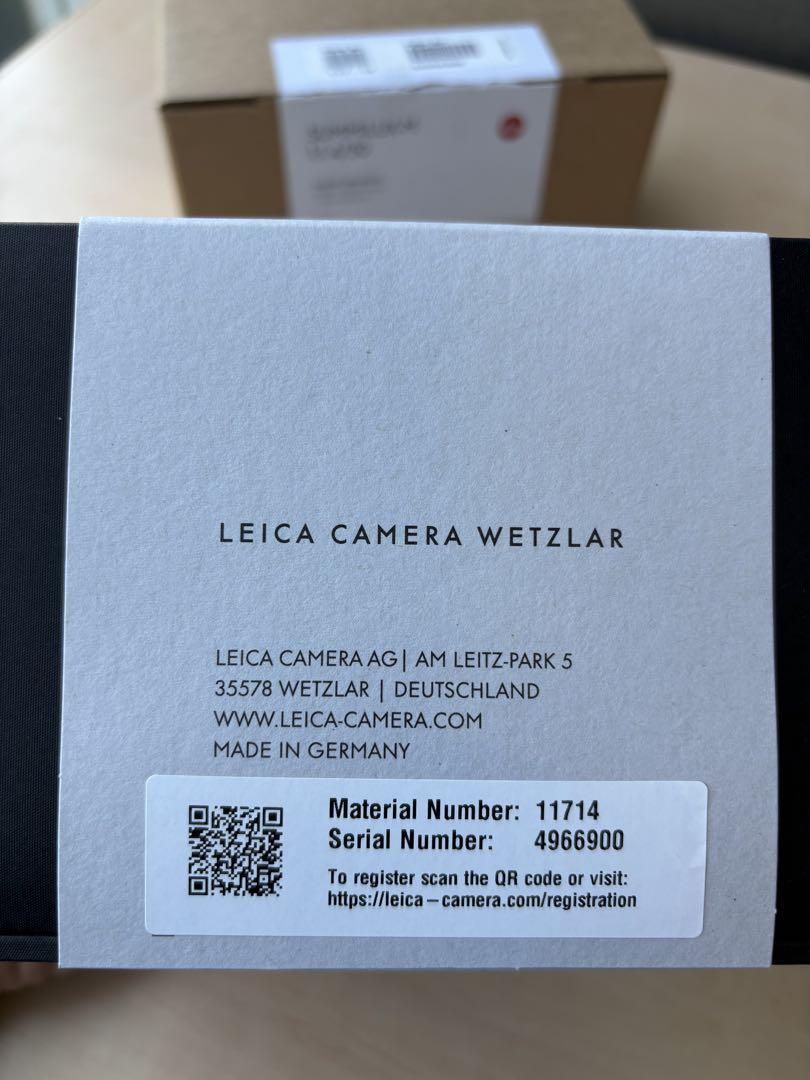 LEICA CAMERA WETZLAR
LEICA CAMERA AG| AM LEITZ-PARK 5
35578 WETZLAR | DEUTSCHLAND
WWW.LEICA-CAMERA.COM
MADE IN GERMANY
Material Number: 11714
Serial Number: 4966900
To register scan the QR code or visit:
https://leica–camera.com/registration